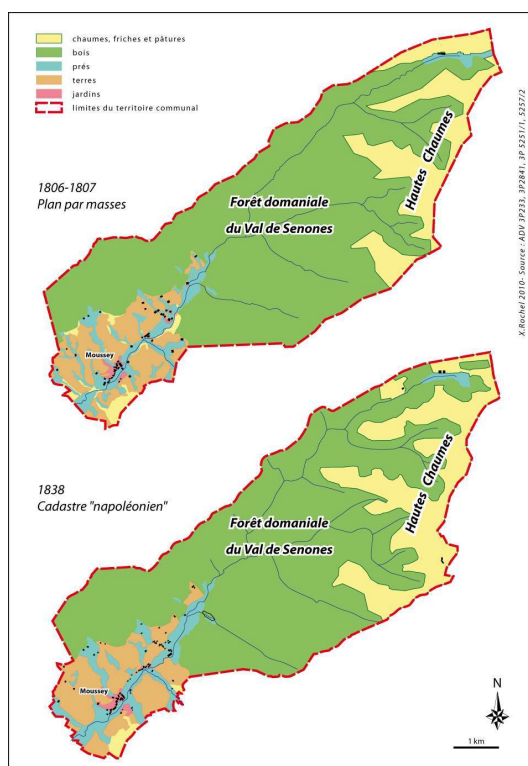 chaumes, friches et pâtures
bois
prés
terres
jardins
limites du territoire communal
1806-1807
Plan par masses
Forêt domaniale
du Val de Senones
Hautes Chaumes
Moussey
X.Rochel 2010- Source : ADV 3P233, 3P2841, 3P 5251/1, 5257/2
1838
Cadastre "napoléonien"
Forêt domaniale
du Val de Senones
Hautes Chaumes
Moussey
N
1 km